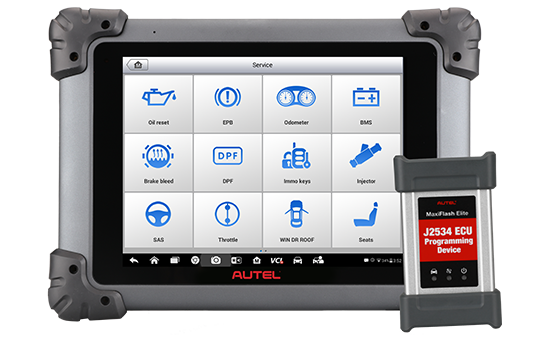 Service
Oil reset
EPB
Odometer
BMS
Brake bleed
DPF
DPF
Immo keys
Injector
SAS
Throttle
WIN DR ROOF
Seats
VCI
AUTEL
AUTEL
MaxiFlash Elite
J2534 ECU
Programming
Device